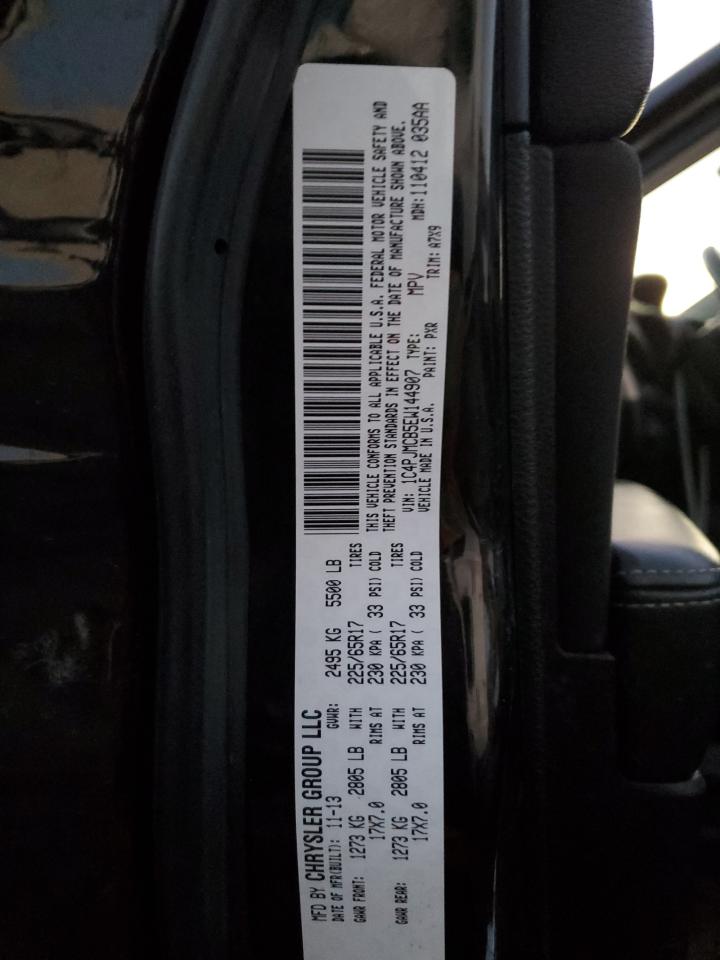 MFD BY CHRYSLER GROUP LLC
DATE OF MFR(BUILT): 11-13 GVWR: 2495 KG 5500 LB
GAWR FRONT: 1273 KG 2805 LB WITH 225/65R17 TIRES
17X7.0 RIMS AT 230 KPA ( 33 PSI) COLD
GAWR REAR: 1273 KG 2805 LB WITH 225/65R17 TIRES
17X7.0 RIMS AT 230 KPA ( 33 PSI) COLD
THIS VEHICLE CONFORMS TO ALL APPLICABLE U.S.A. FEDERAL MOTOR VEHICLE SAFETY AND
THEFT PREVENTION STANDARDS IN EFFECT ON THE DATE OF MANUFACTURE SHOWN ABOVE.
VIN: 1C4PJMCB5EW144907 TYPE: MPV MDH:110412 035AA
VEHICLE MADE IN U.S.A. PAINT: PXR TRIM: A7X9